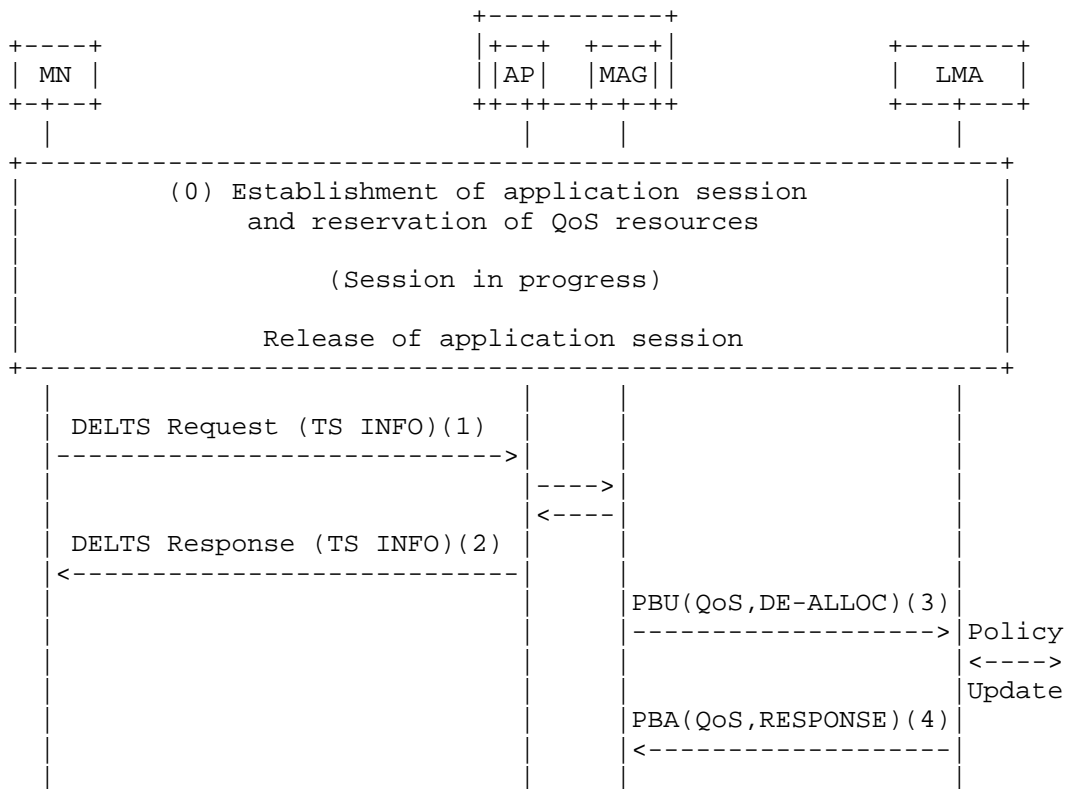 MN AP MAG LMA
(0) Establishment of application session
and reservation of QoS resources
(Session in progress)
Release of application session
DELTS Request (TS INFO)(1)
DELTS Response (TS INFO)(2)
PBU(QoS,DE-ALLOC)(3)
Policy
Update
PBA(QoS,RESPONSE)(4)